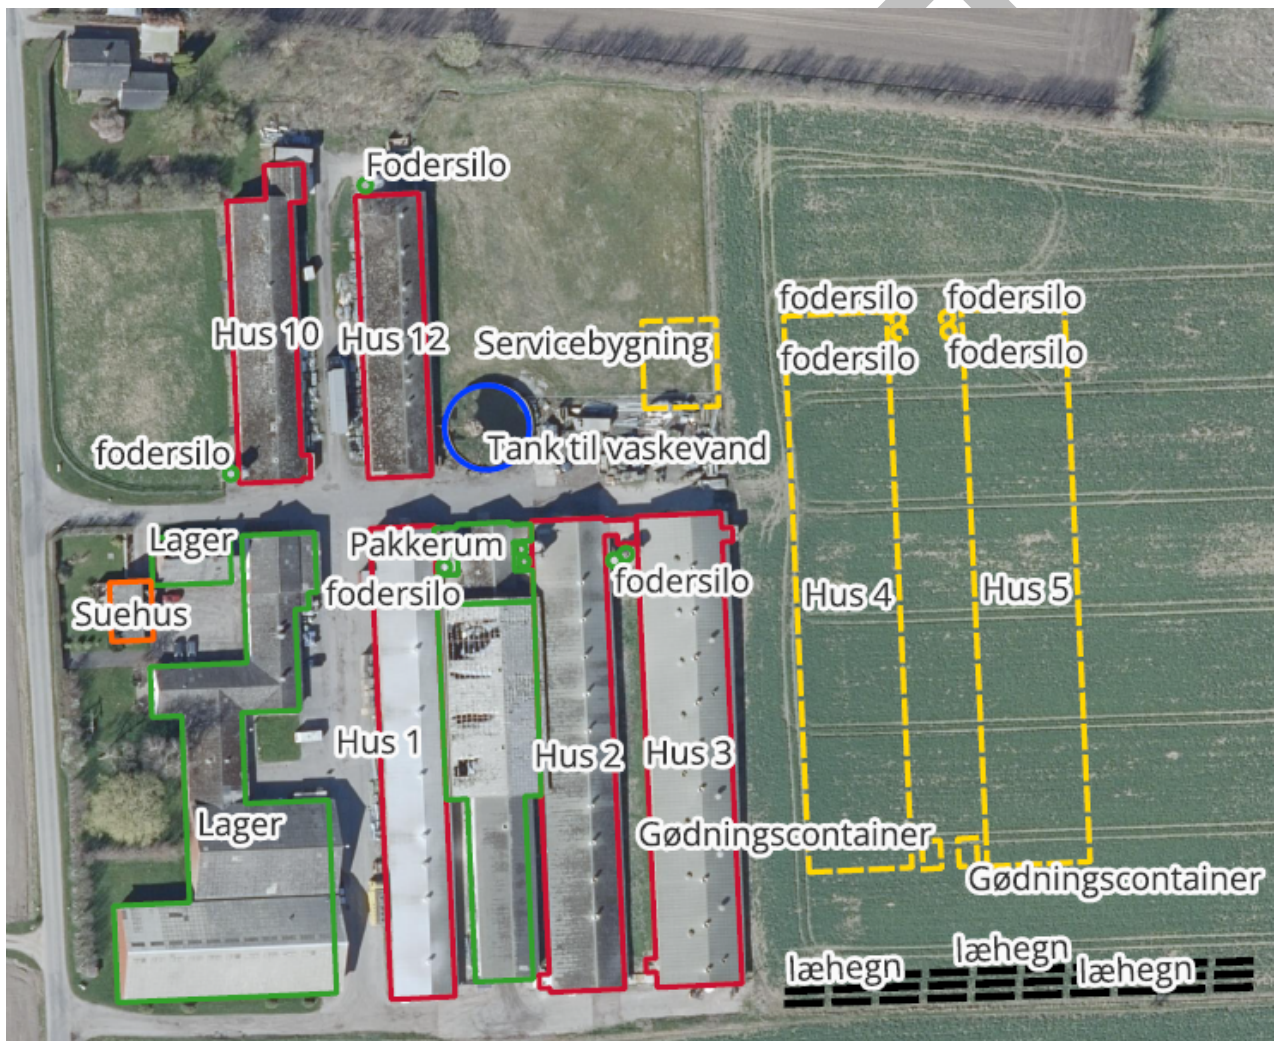 Fodersilo
fodersilo
fodersilo
Hus 10
Hus 12
Servicebygning
fodersilo
fodersilo
fodersilo
Tank til vaskevand
Lager
Pakkerum
fodersilo
fodersilo
Suehus
Hus 4
Hus 5
Hus 1
Hus 2
Hus 3
Lager
Gødningscontainer
Gødningscontainer
læhegn
læhegn
læhegn